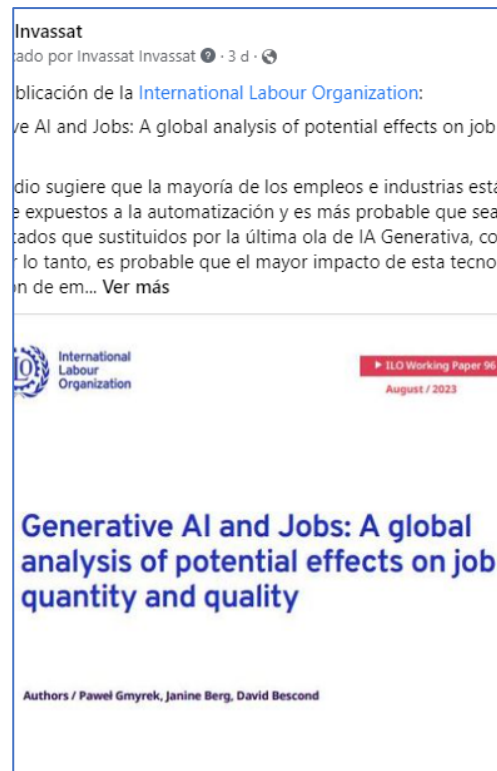 Invassat
cado por Invassat Invassat · 3 d ·
blicación de la International Labour Organization:
ve AI and Jobs: A global analysis of potential effects on job
dio sugiere que la mayoría de los empleos e industrias está
e expuestos a la automatización y es más probable que sea
tados que sustituidos por la última ola de IA Generativa, co
r lo tanto, es probable que el mayor impacto de esta tecno
ón de em... Ver más
International
Labour
Organization
ILO Working Paper 96
August / 2023
Generative AI and Jobs: A global
analysis of potential effects on job
quantity and quality
Authors / Paweł Gmyrek, Janine Berg, David Bescond